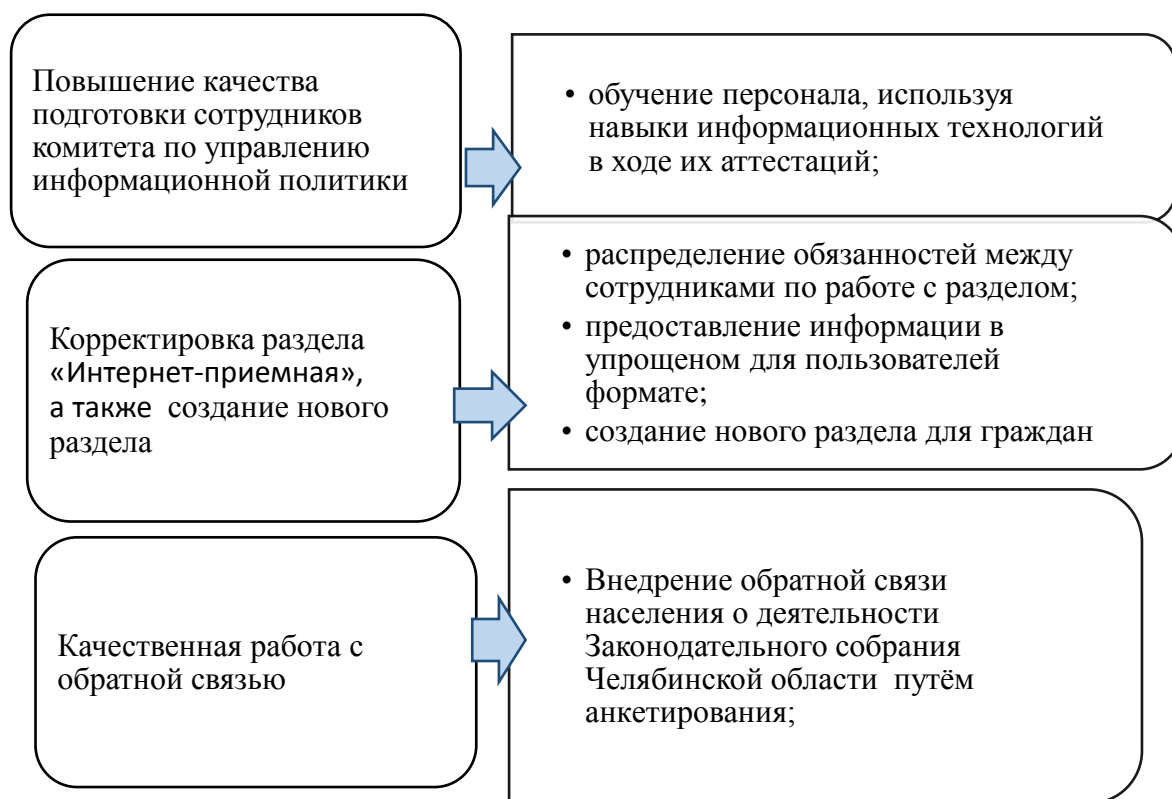 Повышение качества
подготовки сотрудников
комитета по управлению
информационной политики
• обучение персонала, используя
навыки информационных технологий
в ходе их аттестаций;
Корректировка раздела
«Интернет-приемная»,
а также создание нового
раздела
• распределение обязанностей между
сотрудниками по работе с разделом;
• предоставление информации в
упрощеном для пользователей
формате;
• создание нового раздела для граждан
Качественная работа с
обратной связью
• Внедрение обратной связи
населения о деятельности
Законодательного собрания
Челябинской области путём
анкетирования;